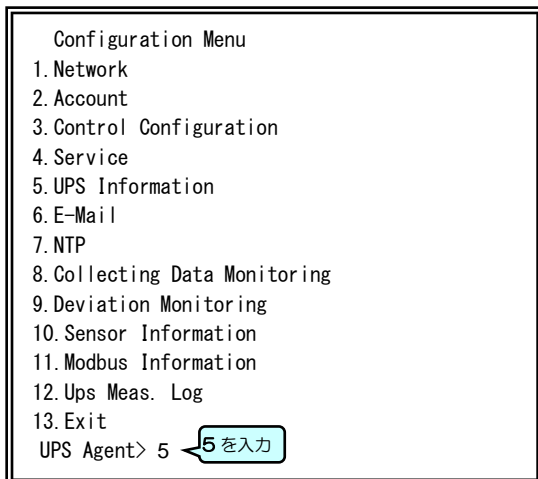 Configuration Menu
1. Network
2. Account
3. Control Configuration
4. Service
5. UPS Information
6. E-Mail
7. NTP
8. Collecting Data Monitoring
9. Deviation Monitoring
10. Sensor Information
11. Modbus Information
12. Ups Meas. Log
13. Exit
UPS Agent> 5 5 を入力